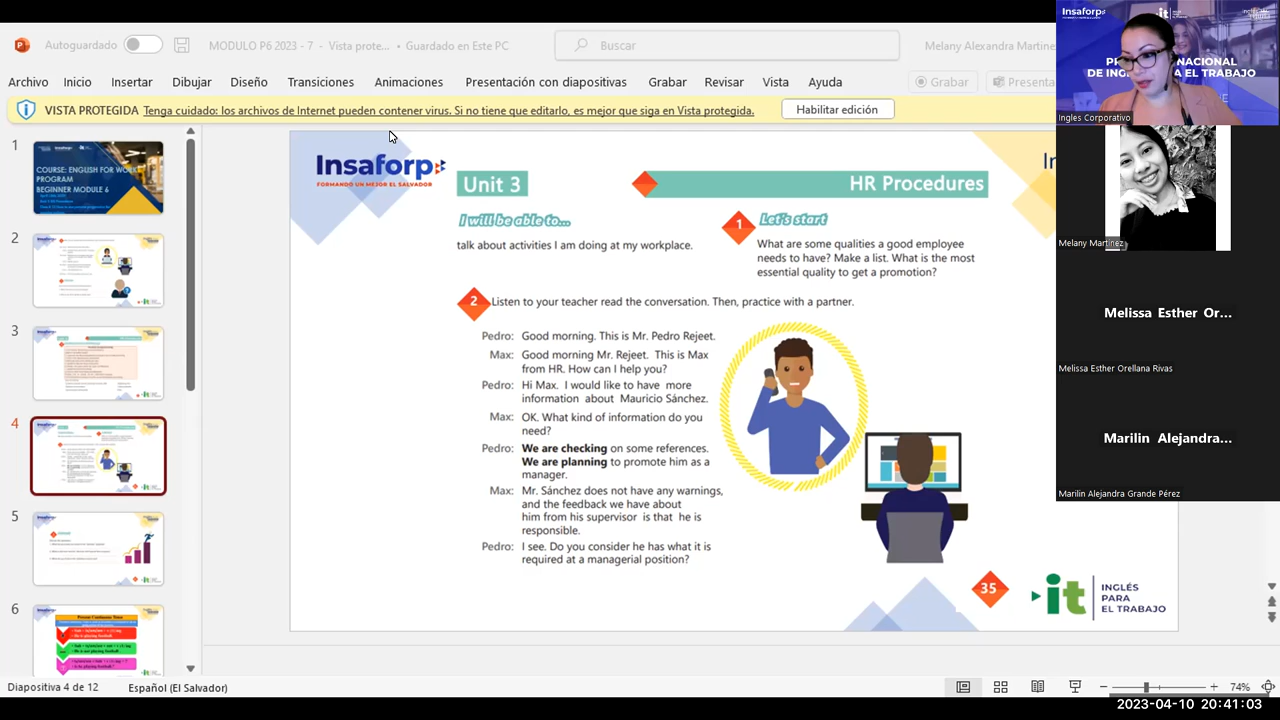 Autoguardado
MODULO P6 2023 - 7 - Vista prote... • Guardado en Este PC
Buscar
Melany Alexandra Martine
Archivo Inicio Insertar Dibujar Diseño Transiciones Animaciones Presentación con diapositivas Grabar Revisar Vista Ayuda
Grabar
Presenta
VISTA PROTEGIDA Tenga cuidado: los archivos de Internet pueden contener virus. Si no tiene que editarlo, es mejor que siga en Vista protegida.
Habilitar edición
1
COURSE: ENGLISH FOR WORK
PROGRAM
BEGINNER MODULE 6
2
3
4
5
6
Insaforp
FORMANDO UN MEJOR EL SALVADOR
Unit 3
HR Procedures
I will be able to...
talk about activities I am doing at my workplace.
1
Let's start
What are some qualities a good employee
needs to have? Make a list. What is the most
essential quality to get a promotion?
2
Listen to your teacher read the conversation. Then, practice with a partner.
Pedro: Good morning. This is Mr. Pedro Rejeet.
Max: Good morning Mr. Rejeet. This is Max
from HR. How can I help you?
Pedro: Hi Max. I would like to have more
information about Mauricio Sánchez.
Max: OK. What kind of information do you
need?
Pedro: We are checking on some references.
We are planning to promote him as a
manager.
Max: Mr. Sánchez does not have any warnings,
and the feedback we have about
him from his supervisor is that he is
responsible.
Pedro: I see. Do you consider he has what it is
required at a managerial position?
35
it
INGLÉS
PARA
EL TRABAJO
Insaforp
it
NACIONAL
DE ING
A EL TRABAJO
Ingles Corporativo
Melany Martinez
Melissa Esther Or...
Melissa Esther Orellana Rivas
Marilin Alejandra...
Marilin Alejandra Grande Pérez
Diapositiva 4 de 12
Español (El Salvador)
74%
2023-04-10 20:41:03